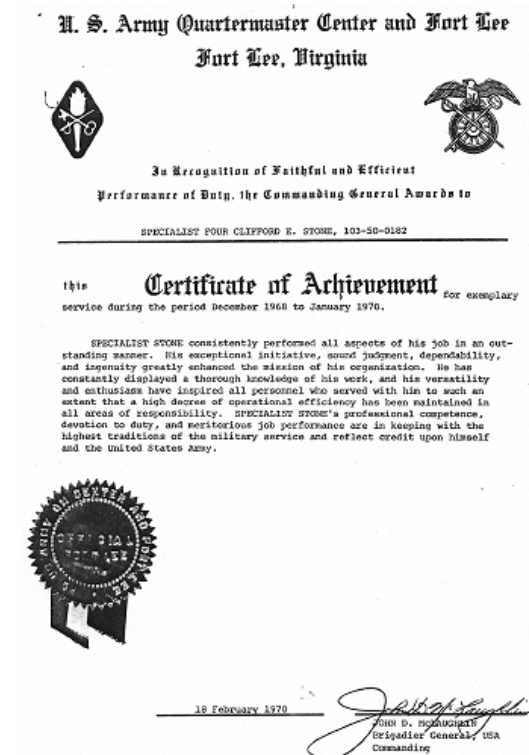 U. S. Army Quartermaster Center and Fort Lee
Fort Lee, Virginia
In Recognition of Faithful and Efficient
Performance of Duty, the Commanding General Awards to
SPECIALIST FOUR CLIFFORD E. STONE, 103-50-0182
this Certificate of Achievement for exemplary
service during the period December 1968 to January 1970.
SPECIALIST STONE consistently performed all aspects of his job in an out-
standing manner. His exceptional initiative, sound judgment, dependability,
and ingenuity greatly enhanced the mission of his organization. He has
constantly displayed a thorough knowledge of his work, and his versatility
and enthusiasm have inspired all personnel who served with him to such an
extent that a high degree of operational efficiency has been maintained in
all areas of responsibility. SPECIALIST STONE's professional competence,
devotion to duty, and meritorious job performance are in keeping with the
highest traditions of the military service and reflect credit upon himself
and the United States Army.
OFFICIAL
FORT LEE
18 February 1970
John D. McLaughlin
JOHN D. McLAUGHLIN
Brigadier General, USA
Commanding